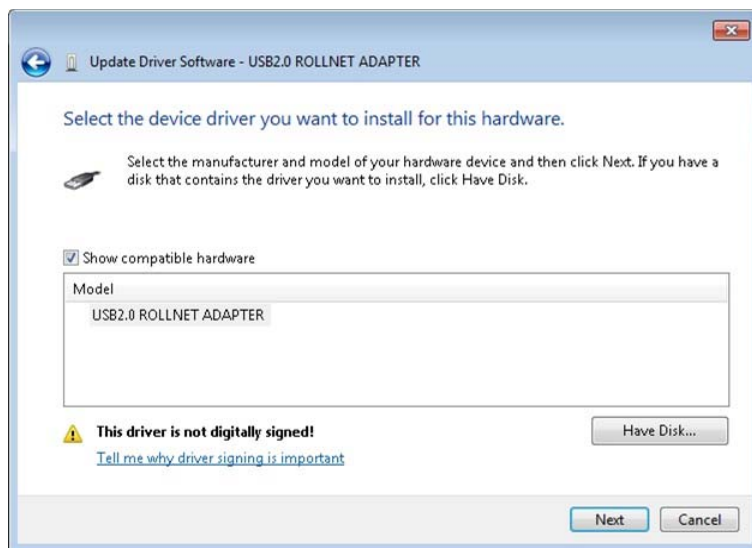 Update Driver Software - USB2.0 ROLLNET ADAPTER
Select the device driver you want to install for this hardware.
Select the manufacturer and model of your hardware device and then click Next. If you have a
disk that contains the driver you want to install, click Have Disk.
Show compatible hardware
Model
USB2.0 ROLLNET ADAPTER
This driver is not digitally signed!
Have Disk...
Tell me why driver signing is important
Next
Cancel